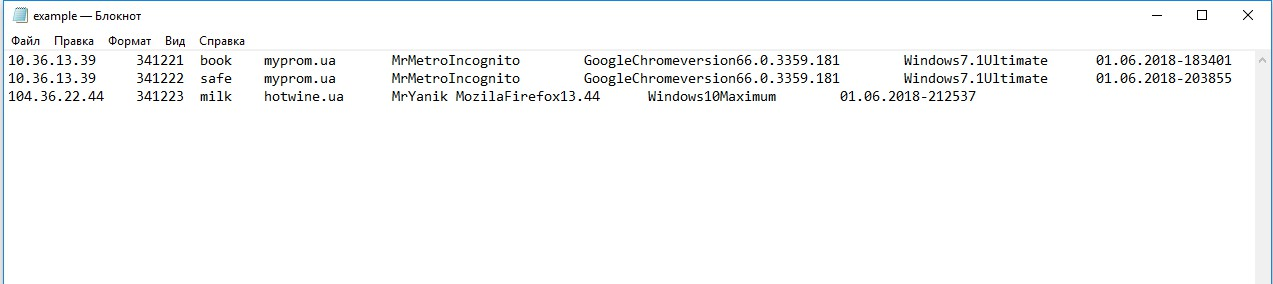 example — Блокнот
Файл Правка Формат Вид Справка
10.36.13.39 341221 book myprom.ua MrMetroIncognito GoogleChromeversion66.0.3359.181 Windows7.1Ultimate 01.06.2018-183401
10.36.13.39 341222 safe myprom.ua MrMetroIncognito GoogleChromeversion66.0.3359.181 Windows7.1Ultimate 01.06.2018-203855
104.36.22.44 341223 milk hotwine.ua MrYanik MozilaFirefox13.44 Windows10Maximum 01.06.2018-212537